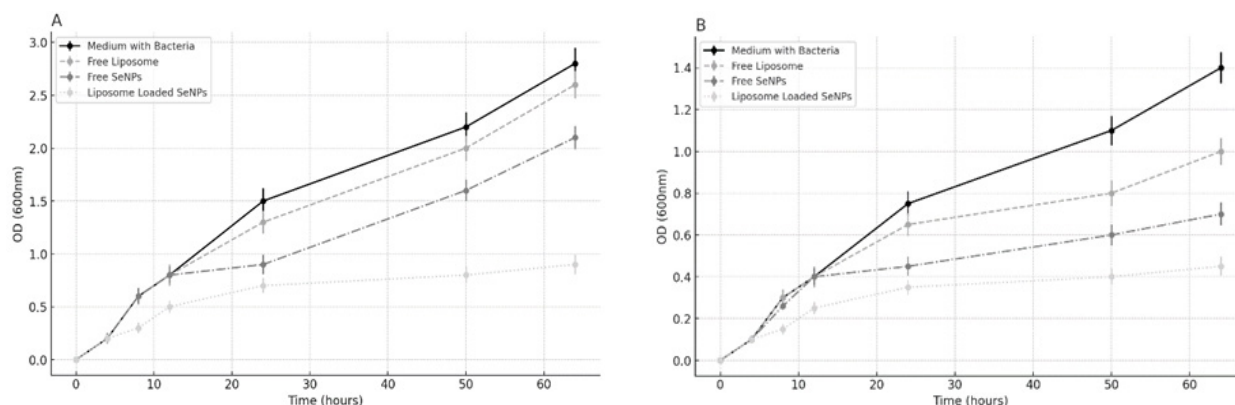 A
Medium with Bacteria
Free Liposome
Free SeNPs
Liposome Loaded SeNPs
OD (600nm)
3.0
2.5
2.0
1.5
1.0
0.5
0.0
0 10 20 30 40 50 60
Time (hours)
B
Medium with Bacteria
Free Liposome
Free SeNPs
Liposome Loaded SeNPs
OD (600nm)
1.4
1.2
1.0
0.8
0.6
0.4
0.2
0.0
0 10 20 30 40 50 60
Time (hours)